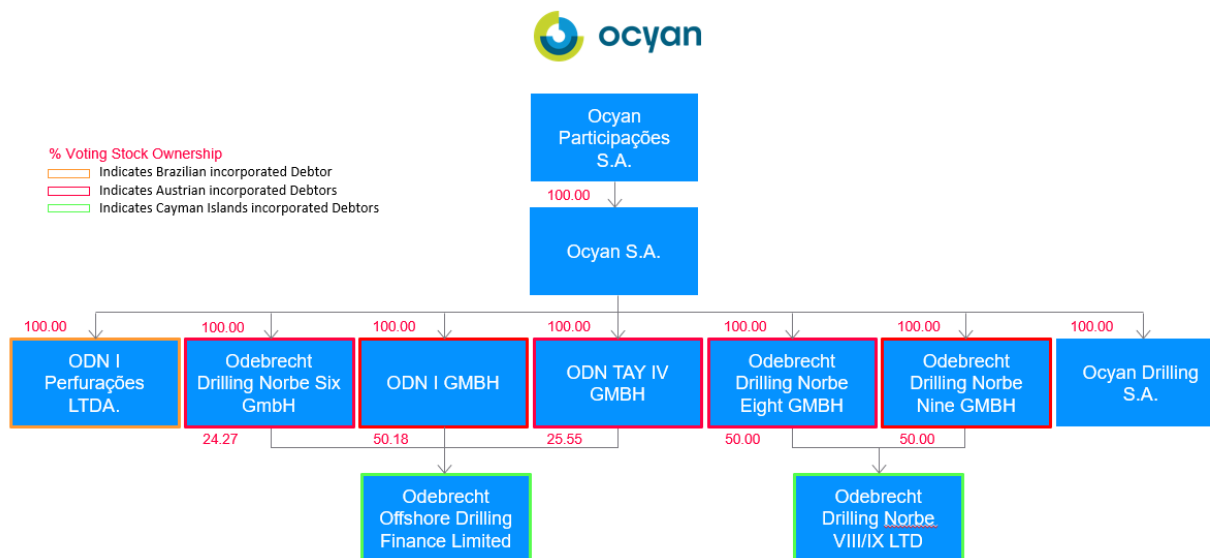 ocyan
Ocyan
Participações
S.A.
% Voting Stock Ownership
Indicates Brazilian incorporated Debtor
Indicates Austrian incorporated Debtors
Indicates Cayman Islands incorporated Debtors
100.00
Ocyan S.A.
100.00
100.00
100.00
100.00
100.00
100.00
100.00
ODN I
Perfurações
LTDA.
Odebrecht
Drilling Norbe Six
GmbH
ODN I GMBH
ODN TAY IV
GMBH
Odebrecht
Drilling Norbe
Eight GMBH
Odebrecht
Drilling Norbe
Nine GMBH
Ocyan Drilling
S.A.
24.27
50.18
25.55
50.00
50.00
Odebrecht
Offshore Drilling
Finance Limited
Odebrecht
Drilling Norbe
VIII/IX LTD